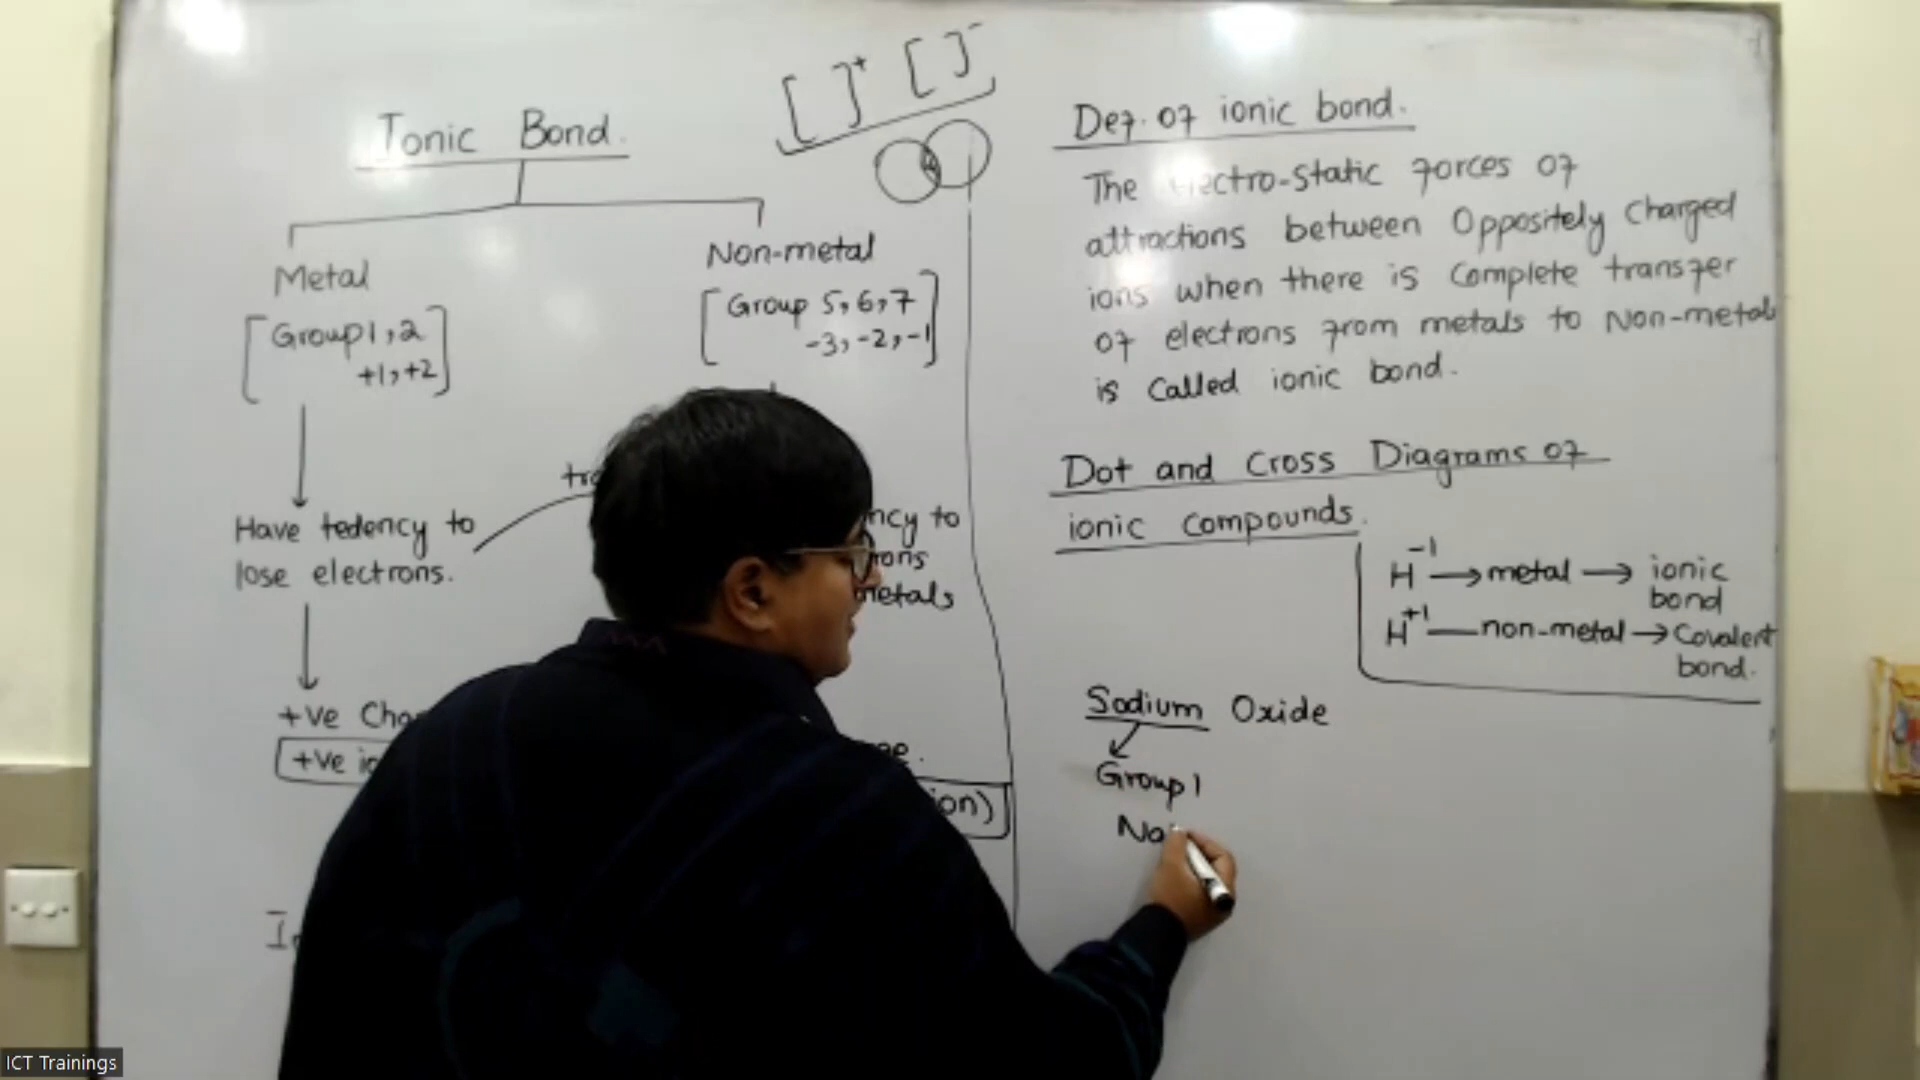 [ ]⁺ [ ]⁻
Ionic Bond.
Metal
[Group 1, 2
+1, +2]
Have tedency to
lose electrons.
+ve
+ve
Non-metal
[Group 5, 6, 7
-3, -2, -1]
to
Def. of ionic bond.
The static forces of
attractions between Oppositely Charged
ions when there is Complete transfer
of electrons from metals to Non-metals
is Called ionic bond.
Dot and Cross Diagrams of
ionic Compounds.
H⁻¹ → metal → ionic
bond
H⁺¹ — non-metal → Covalent
bond.
Sodium Oxide
Group 1
Na
ICT Trainings